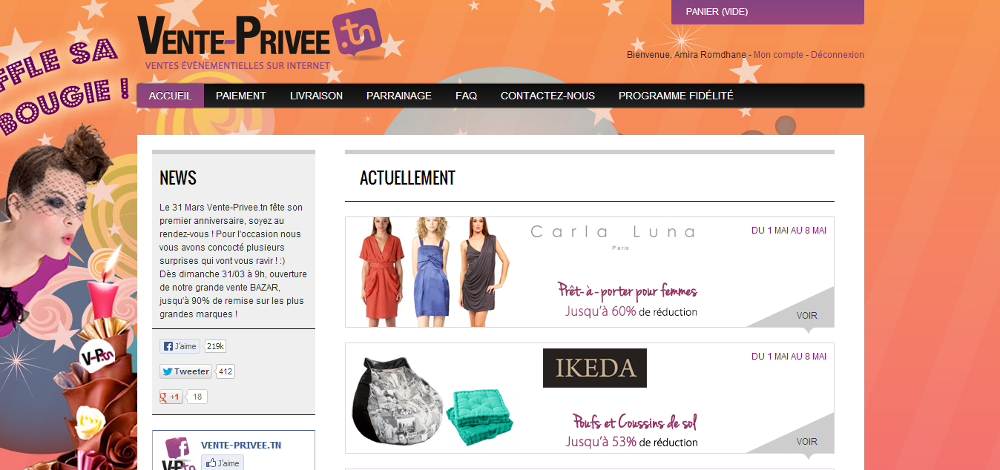 FFLE SA
BOUGIE !
VENTE-PRIVEE .tn
VENTES ÉVÈNEMENTIELLES SUR INTERNET
PANIER (VIDE)
Bienvenue, Amira Romdhane - Mon compte - Déconnexion
ACCUEIL PAIEMENT LIVRAISON PARRAINAGE FAQ CONTACTEZ-NOUS PROGRAMME FIDÉLITÉ
NEWS
Le 31 Mars Vente-Privee.tn fête son
premier anniversaire, soyez au
rendez-vous ! Pour l'occasion nous
vous avons concocté plusieurs
surprises qui vont vous ravir ! :)
Dès dimanche 31/03 à 9h, ouverture
de notre grande vente BAZAR,
jusqu'à 90% de remise sur les plus
grandes marques !
J'aime 219k
Tweeter 412
g +1 18
VENTE-PRIVEE.TN
J'aime
V-P.tn
V-P.tn
ACTUELLEMENT
Carla Luna
Paris
DU 1 MAI AU 8 MAI
Prêt-à-porter pour femmes
Jusqu'à 60% de réduction
VOIR
IKEDA
DU 1 MAI AU 8 MAI
Poufs et Coussins de sol
Jusqu'à 53% de réduction
VOIR